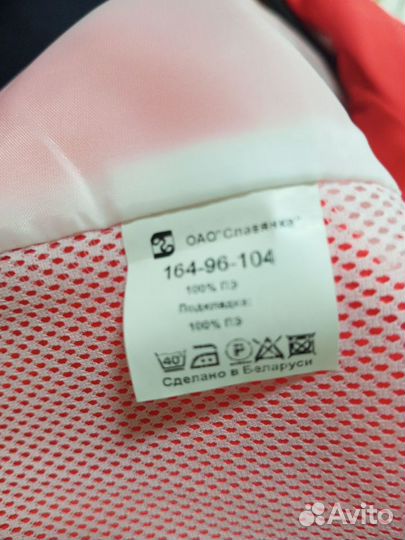 ОАО"Славянка"
164-96-104
100% ПЭ
Подкладка:
100% ПЭ
40 P
Сделано в Беларуси
Avito